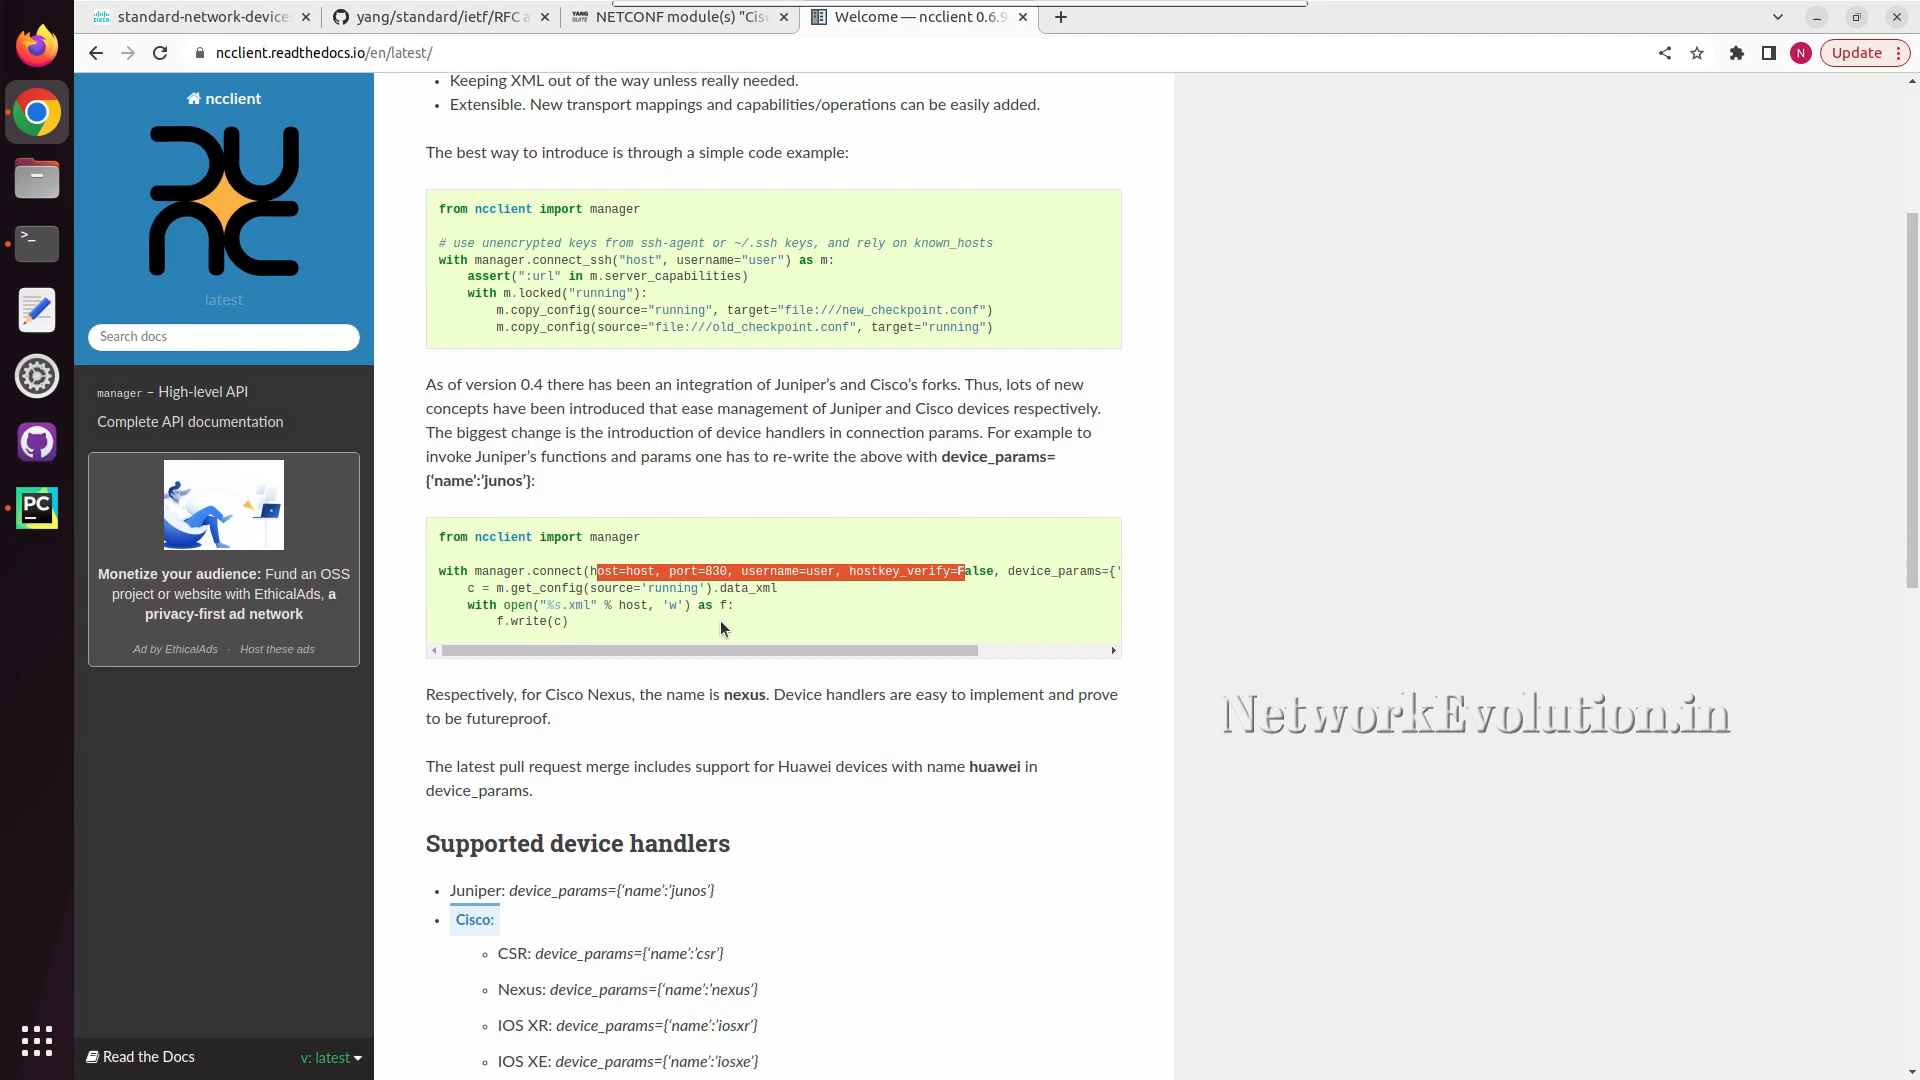 standard-network-device
yang/standard/ietf/RFC a
YANG SUITE
NETCONF module(s) "Cis
Welcome — ncclient 0.6.9
ncclient.readthedocs.io/en/latest/
N
Update
ncclient
latest
Search docs
manager – High-level API
Complete API documentation
Monetize your audience: Fund an OSS
project or website with EthicalAds, a
privacy-first ad network
Ad by EthicalAds · Host these ads
Read the Docs
v: latest
• Keeping XML out of the way unless really needed.
• Extensible. New transport mappings and capabilities/operations can be easily added.
The best way to introduce is through a simple code example:
from ncclient import manager
# use unencrypted keys from ssh-agent or ~/.ssh keys, and rely on known_hosts
with manager.connect_ssh("host", username="user") as m:
assert(":url" in m.server_capabilities)
with m.locked("running"):
m.copy_config(source="running", target="file:///new_checkpoint.conf")
m.copy_config(source="file:///old_checkpoint.conf", target="running")
As of version 0.4 there has been an integration of Juniper’s and Cisco’s forks. Thus, lots of new
concepts have been introduced that ease management of Juniper and Cisco devices respectively.
The biggest change is the introduction of device handlers in connection params. For example to
invoke Juniper’s functions and params one has to re-write the above with device_params=
{‘name’:’junos’}:
from ncclient import manager
with manager.connect(host=host, port=830, username=user, hostkey_verify=False, device_params={'
c = m.get_config(source='running').data_xml
with open("%s.xml" % host, 'w') as f:
f.write(c)
Respectively, for Cisco Nexus, the name is nexus. Device handlers are easy to implement and prove
to be futureproof.
The latest pull request merge includes support for Huawei devices with name huawei in
device_params.
Supported device handlers
• Juniper: device_params={‘name’:’junos’}
• Cisco:
◦ CSR: device_params={‘name’:’csr’}
◦ Nexus: device_params={‘name’:’nexus’}
◦ IOS XR: device_params={‘name’:’iosxr’}
◦ IOS XE: device_params={‘name’:’iosxe’}
NetworkEvolution.in
PC